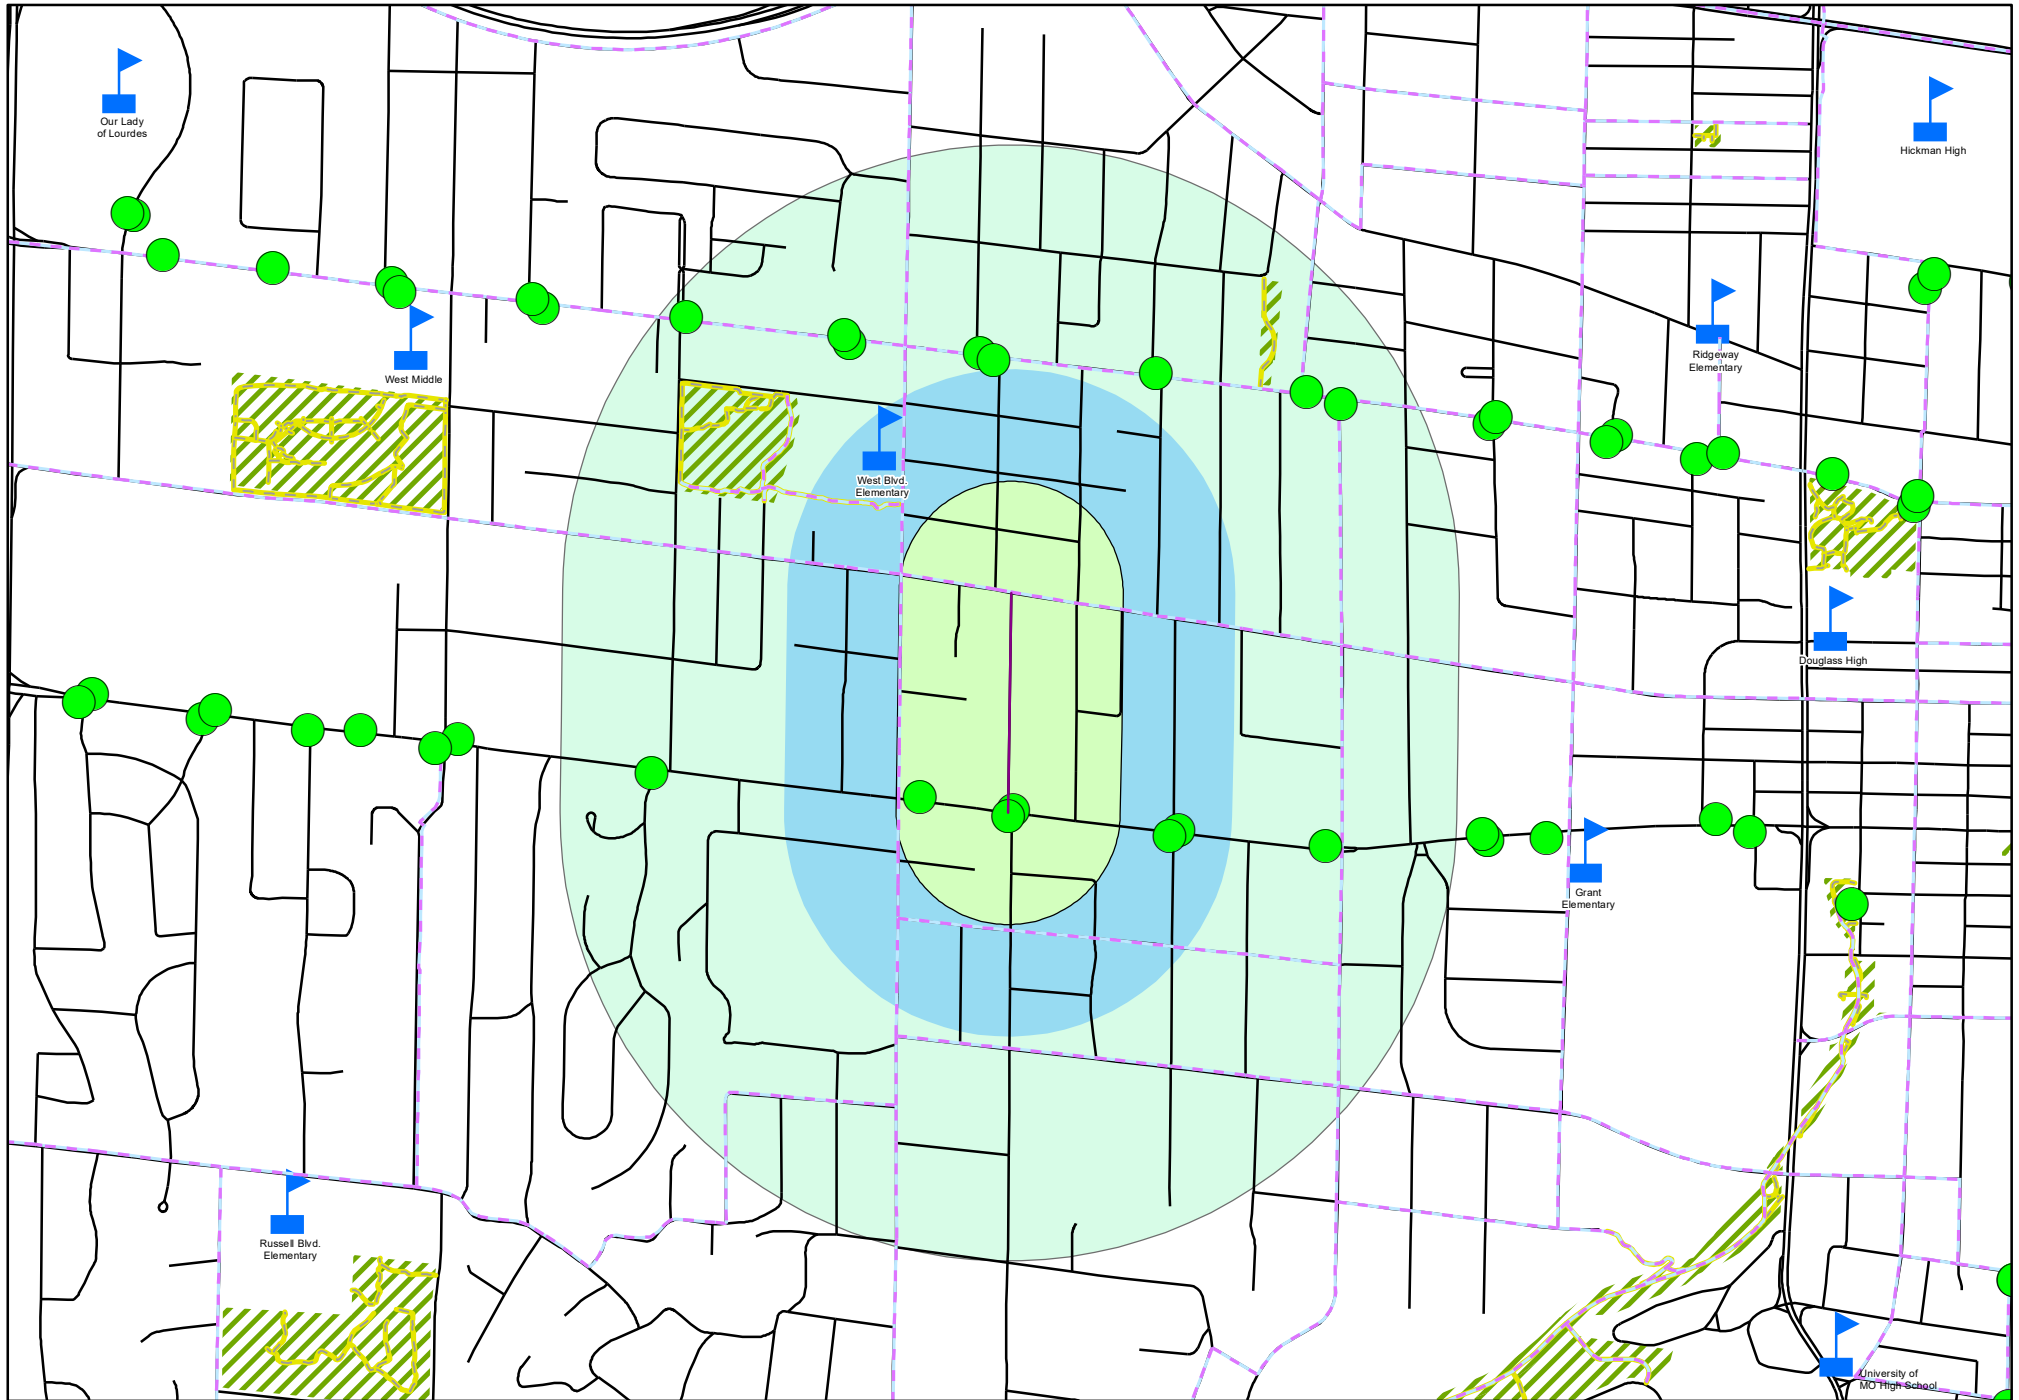 Our Lady
of Lourdes
Hickman High
West Middle
Ridgeway
Elementary
West Blvd.
Elementary
Douglass High
Grant
Elementary
Russell Blvd.
Elementary
University of
MO High School